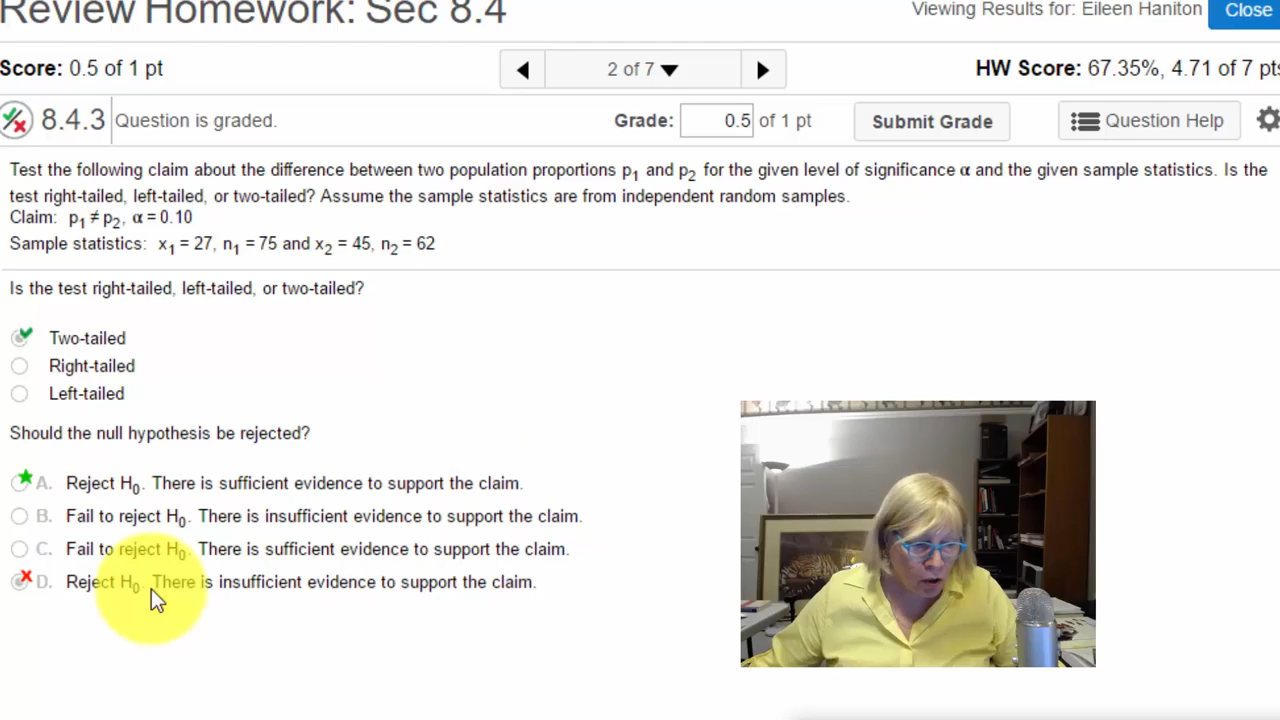 Review Homework: Sec 8.4
Viewing Results for: Eileen Haniton
Close
Score: 0.5 of 1 pt
2 of 7
HW Score: 67.35%, 4.71 of 7 pts
8.4.3
Question is graded.
Grade: 0.5 of 1 pt
Submit Grade
Question Help
Test the following claim about the difference between two population proportions p1 and p2 for the given level of significance α and the given sample statistics. Is the
test right-tailed, left-tailed, or two-tailed? Assume the sample statistics are from independent random samples.
Claim: p1 ≠ p2, α = 0.10
Sample statistics: x1 = 27, n1 = 75 and x2 = 45, n2 = 62
Is the test right-tailed, left-tailed, or two-tailed?
Two-tailed
Right-tailed
Left-tailed
Should the null hypothesis be rejected?
A. Reject H0. There is sufficient evidence to support the claim.
B. Fail to reject H0. There is insufficient evidence to support the claim.
C. Fail to reject H0. There is sufficient evidence to support the claim.
D. Reject H0. There is insufficient evidence to support the claim.